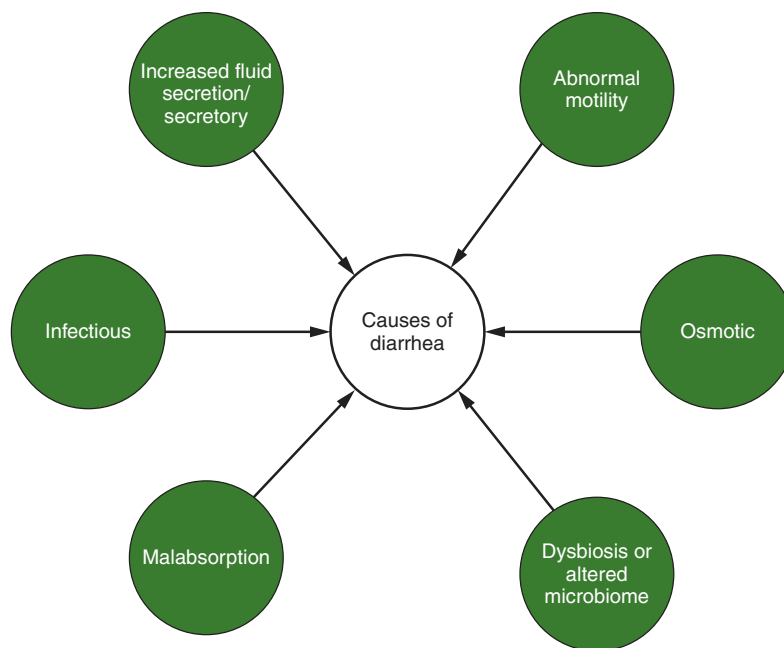 Increased fluid
secretion/
secretory
Abnormal
motility
Infectious
Causes of
diarrhea
Osmotic
Malabsorption
Dysbiosis or
altered
microbiome